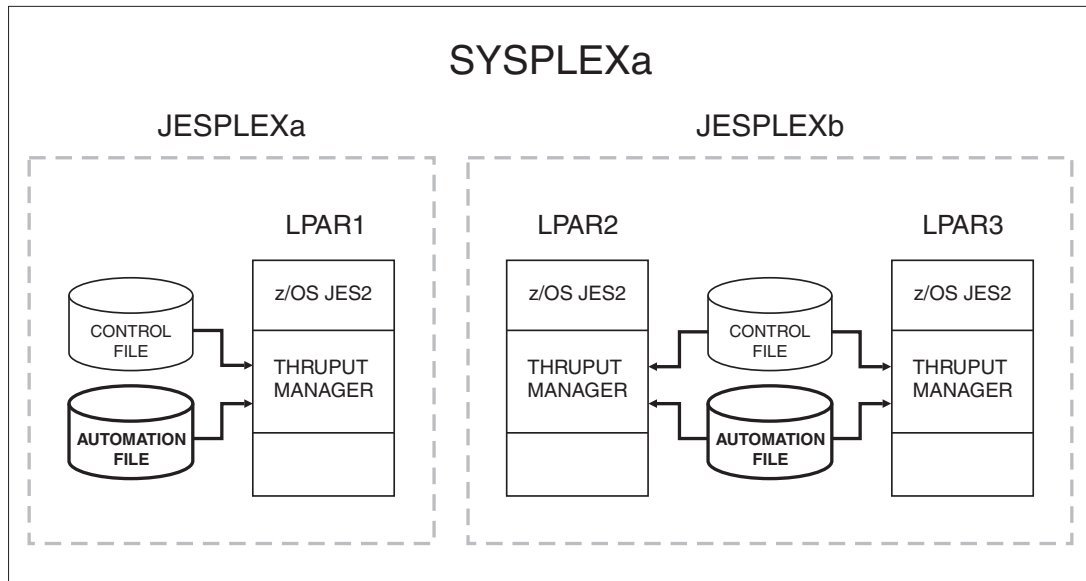 SYSPLEXa
JESPLEXa
JESPLEXb
LPAR1
LPAR2
LPAR3
z/OS JES2
z/OS JES2
z/OS JES2
CONTROL
FILE
THRUPUT
MANAGER
AUTOMATION
FILE
THRUPUT
MANAGER
CONTROL
FILE
AUTOMATION
FILE
THRUPUT
MANAGER